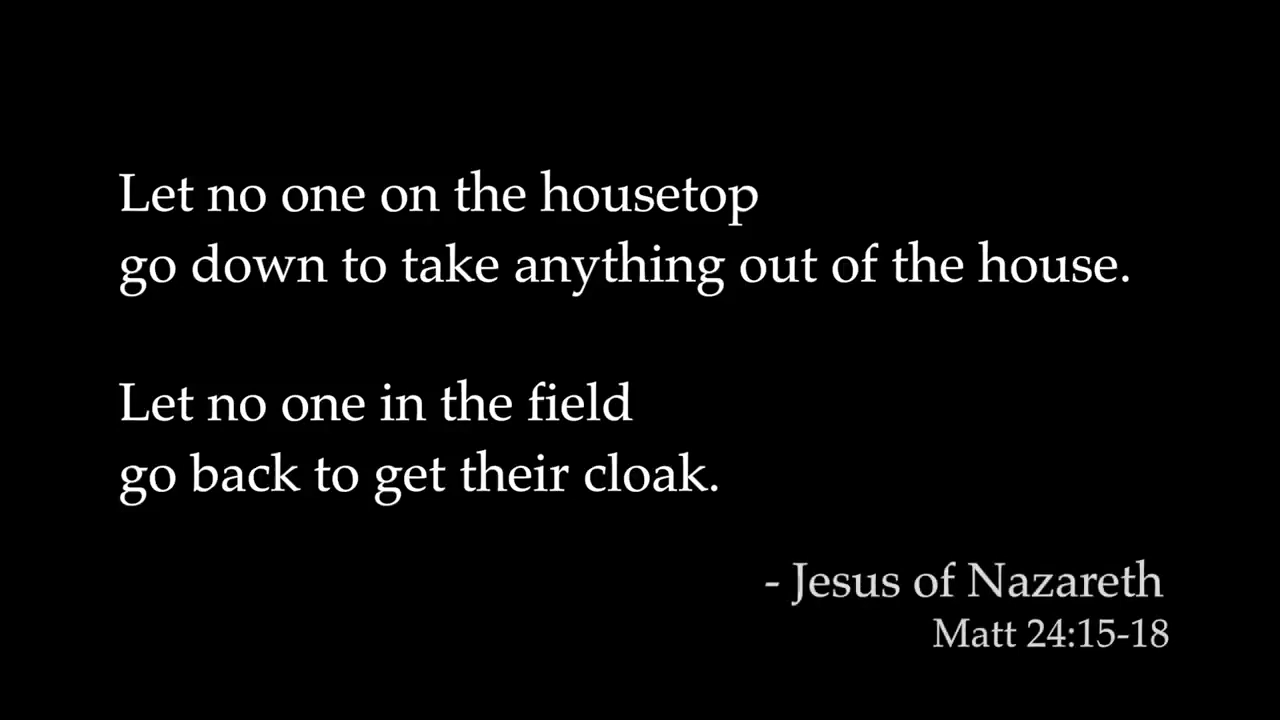 Let no one on the housetop
go down to take anything out of the house.
Let no one in the field
go back to get their cloak.
- Jesus of Nazareth
Matt 24:15-18